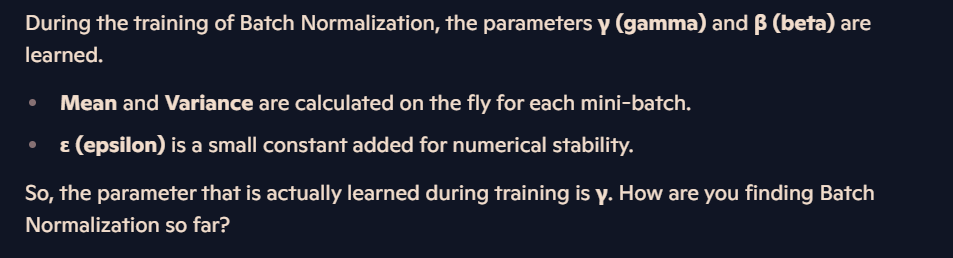 During the training of Batch Normalization, the parameters γ (gamma) and β (beta) are
learned.
• Mean and Variance are calculated on the fly for each mini-batch.
• ε (epsilon) is a small constant added for numerical stability.
So, the parameter that is actually learned during training is γ. How are you finding Batch
Normalization so far?